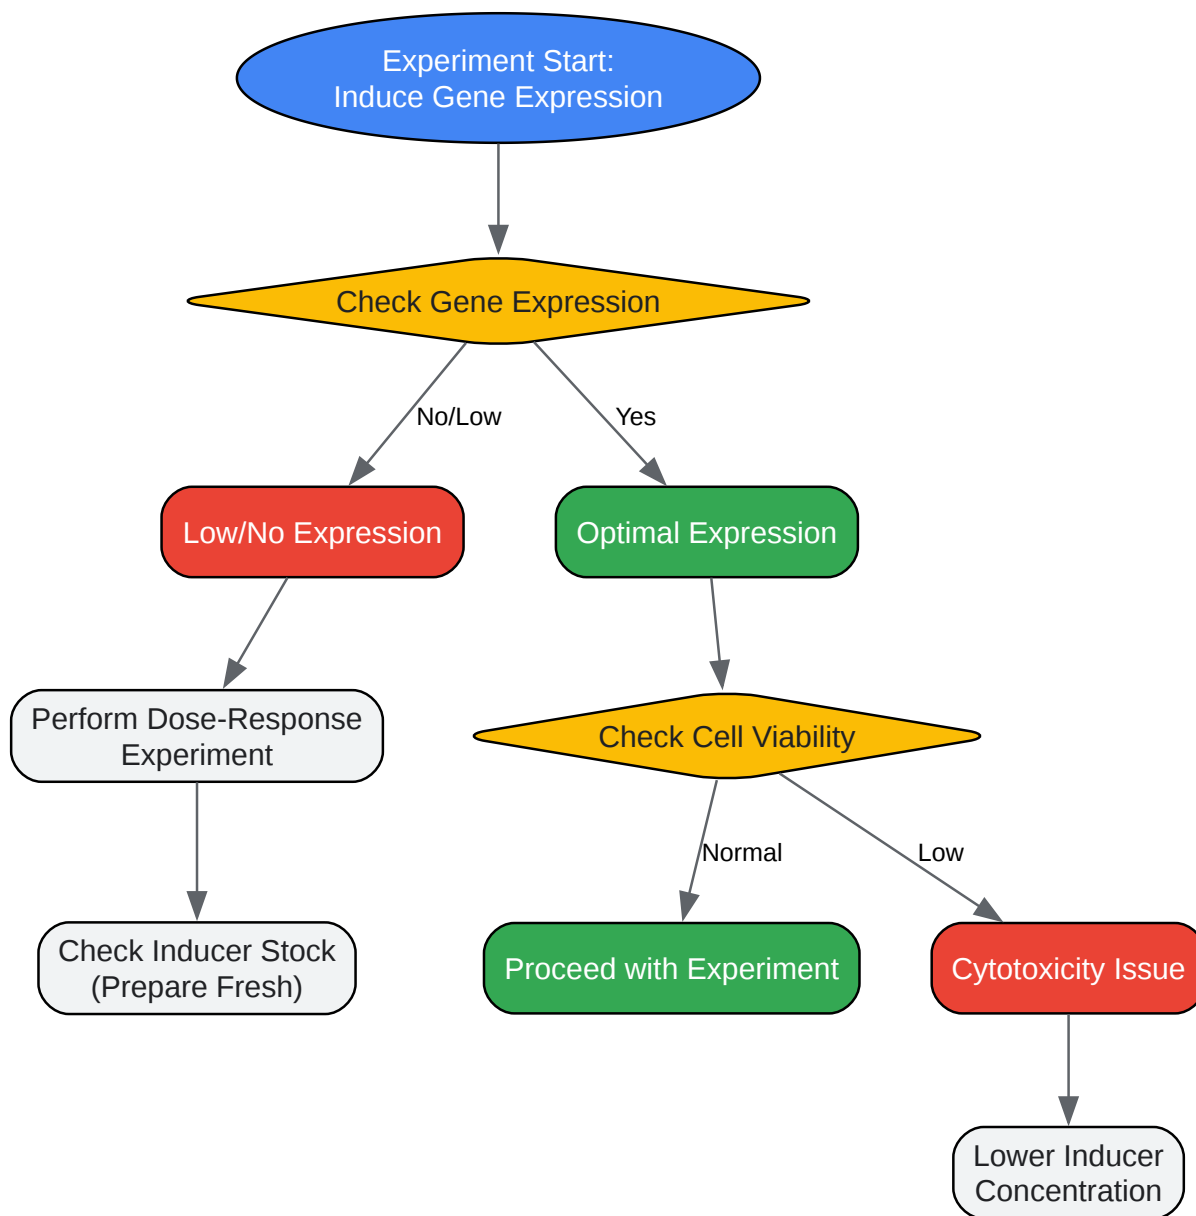 Experiment Start:
Induce Gene Expression
Check Gene Expression
No/Low
Yes
Low/No Expression
Optimal Expression
Perform Dose-Response
Experiment
Check Cell Viability
Normal
Low
Check Inducer Stock
(Prepare Fresh)
Proceed with Experiment
Cytotoxicity Issue
Lower Inducer
Concentration